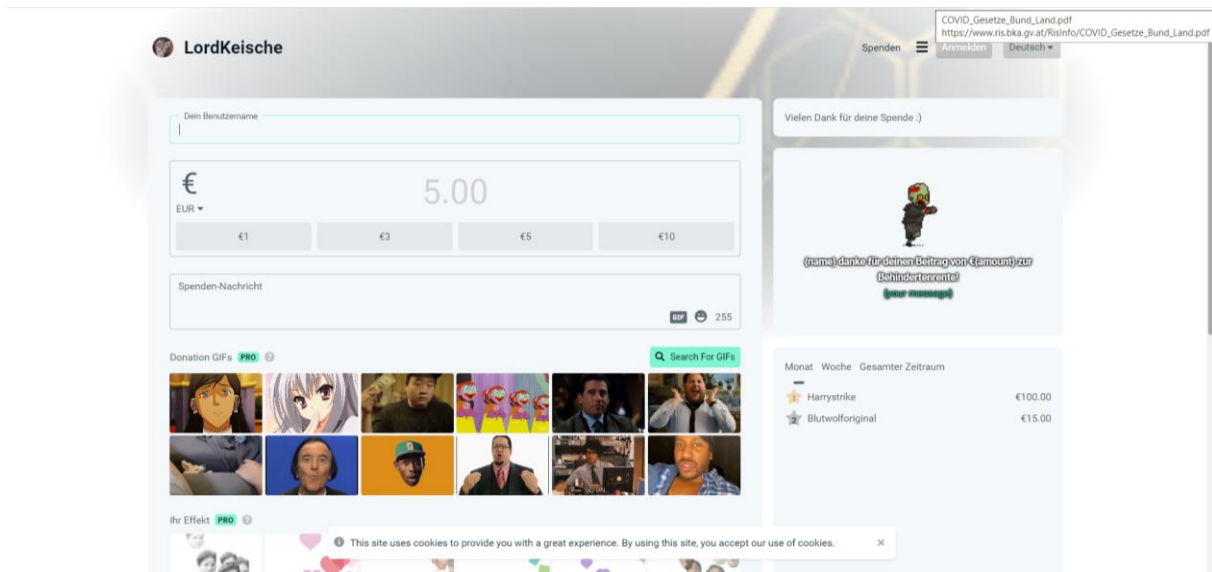 COVID_Gesetze_Bund_Land.pdf
https://www.ris.bka.gv.at/RisInfo/COVID_Gesetze_Bund_Land.pdf
LordKeische
Spenden
Anmelden
Deutsch
Dein Benutzername
€
5.00
EUR
€1
€3
€5
€10
Spenden-Nachricht
GIF
255
Donation GIFs PRO ?
Search For GIFs
GO ON
Ihr Effekt PRO ?
Vielen Dank für deine Spende :)
{name} danke für deinen Beitrag von €{amount} zur
Behindertenrente!
{your message}
Monat Woche Gesamter Zeitraum
1 Harrystrike €100.00
2 Blutwolforiginal €15.00
This site uses cookies to provide you with a great experience. By using this site, you accept our use of cookies. ×